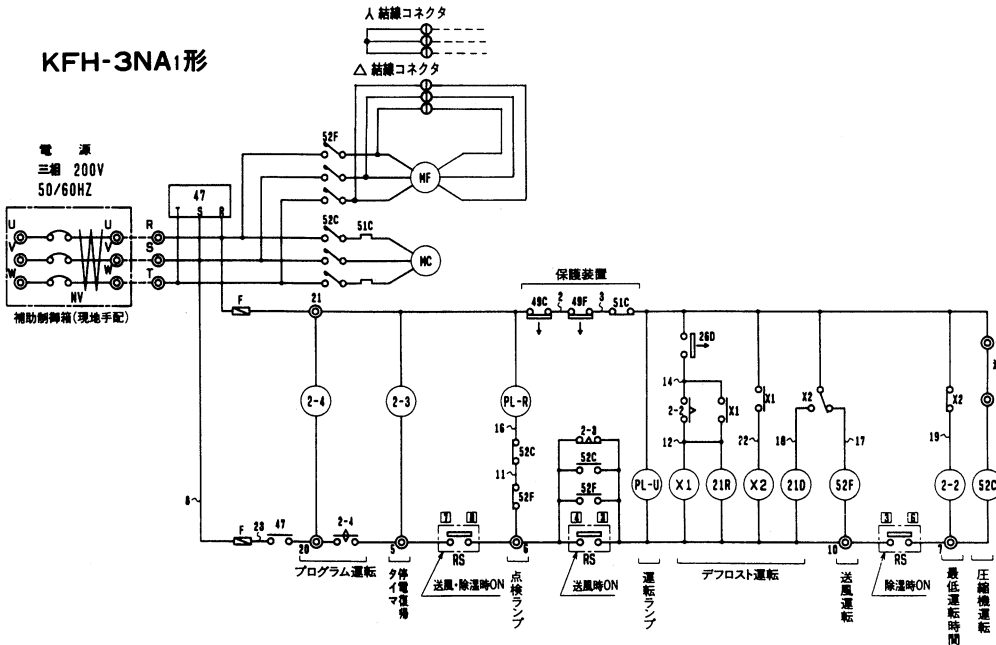 KFH-3NA1形
人 結線コネクタ
△ 結線コネクタ
電 源
三相 200V
50/60HZ
47
T S R
U
V
W
U
V
W
R
S
T
NV
補助制御箱(現地手配)
52F
MF
52C
51C
MC
F
21
保護装置
49C
2
49F
3
51C
26D
14
2-2
X1
12
X1
22
X2
18
17
X2
19
2-4
2-3
PL-R
16
52C
11
52F
2-3
52C
52F
PL-U
X1
21R
X2
21D
52F
2-2
52C
8
F
23
47
20
2-4
5
7 8
RS
6
4 3
RS
10
3 6
RS
7
プログラム運転
停電復帰
タイマ
送風・除湿時ON
点検ランプ
送風時ON
運転ランプ
デフロスト運転
送風運転
除湿時ON
最低運転時間
圧縮機運転